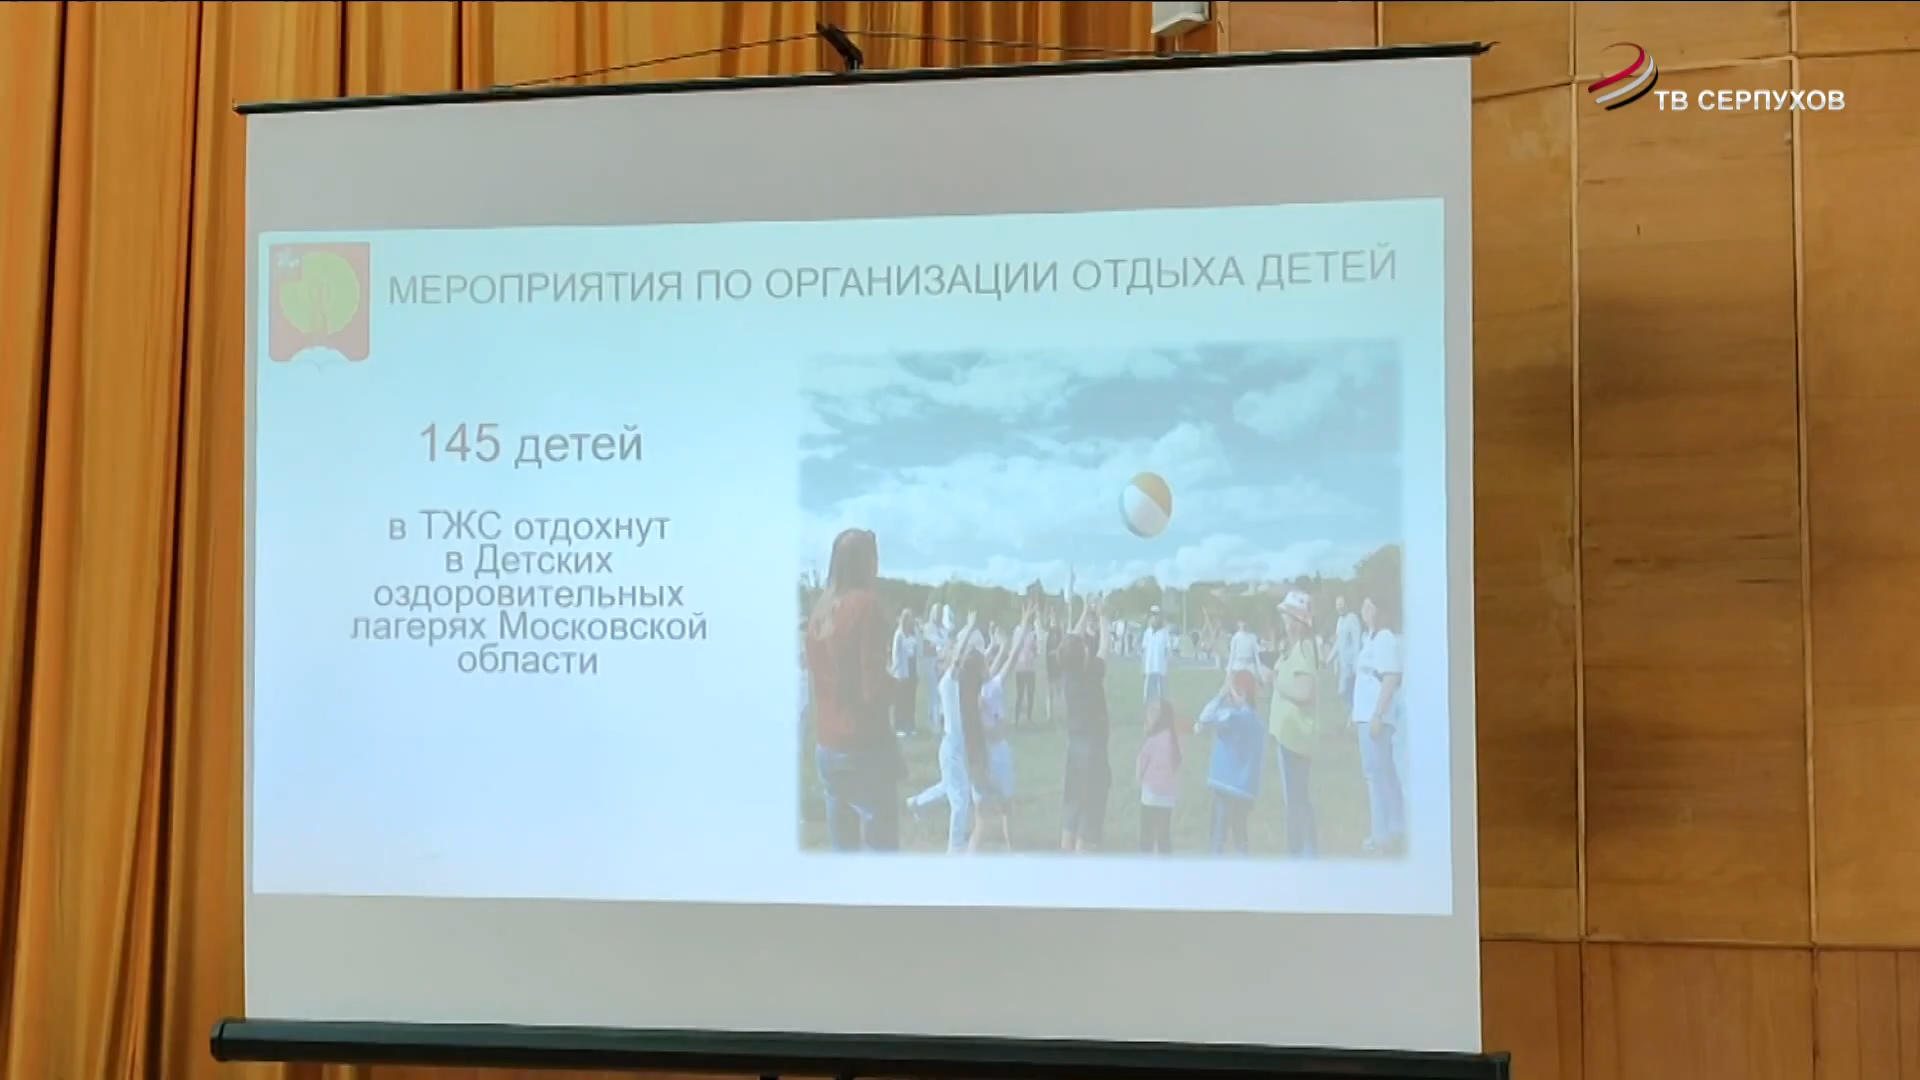 ТВ СЕРПУХОВ
МЕРОПРИЯТИЯ ПО ОРГАНИЗАЦИИ ОТДЫХА ДЕТЕЙ
145 детей
в ТЖС отдохнут
в Детских
оздоровительных
лагерях Московской
области